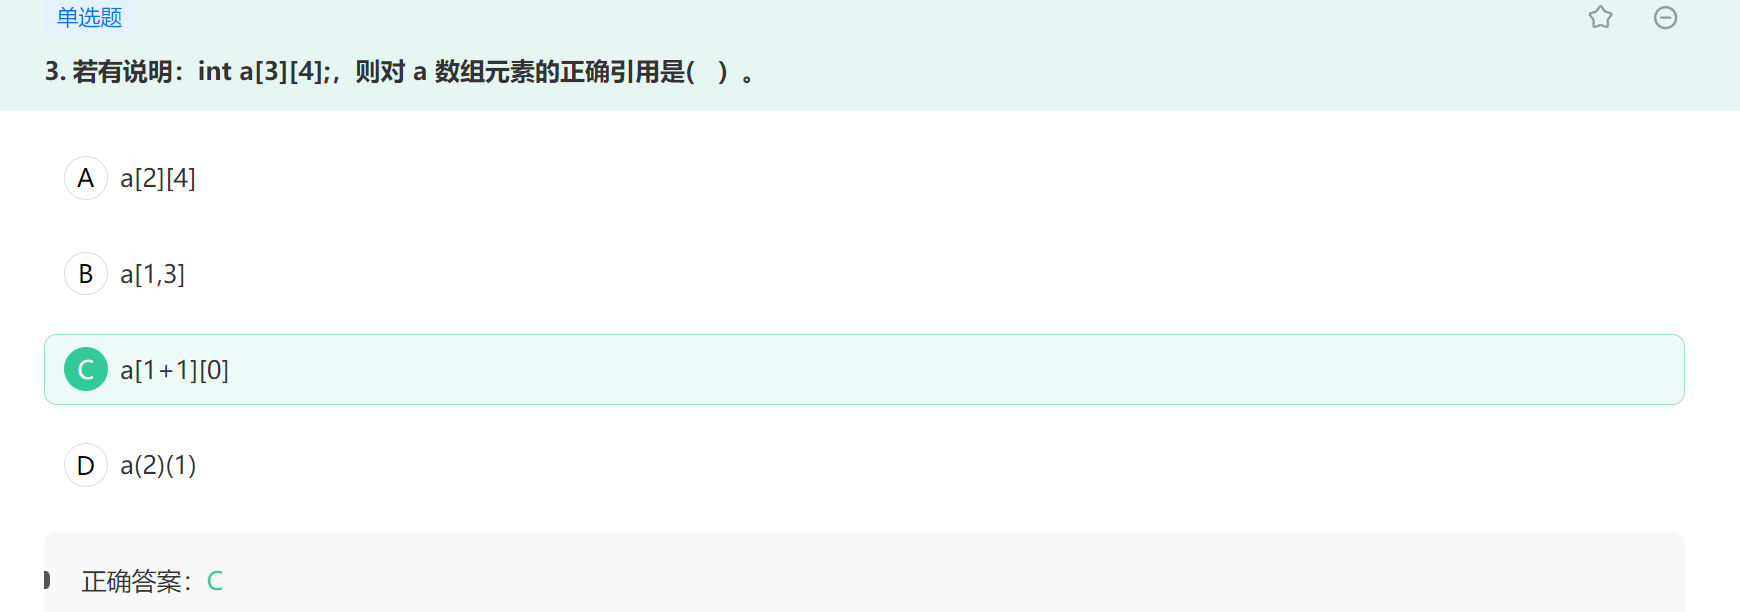 单选题
3. 若有说明：int a[3][4];，则对 a 数组元素的正确引用是(   ) 。
A a[2][4]
B a[1,3]
C a[1+1][0]
D a(2)(1)
正确答案：C